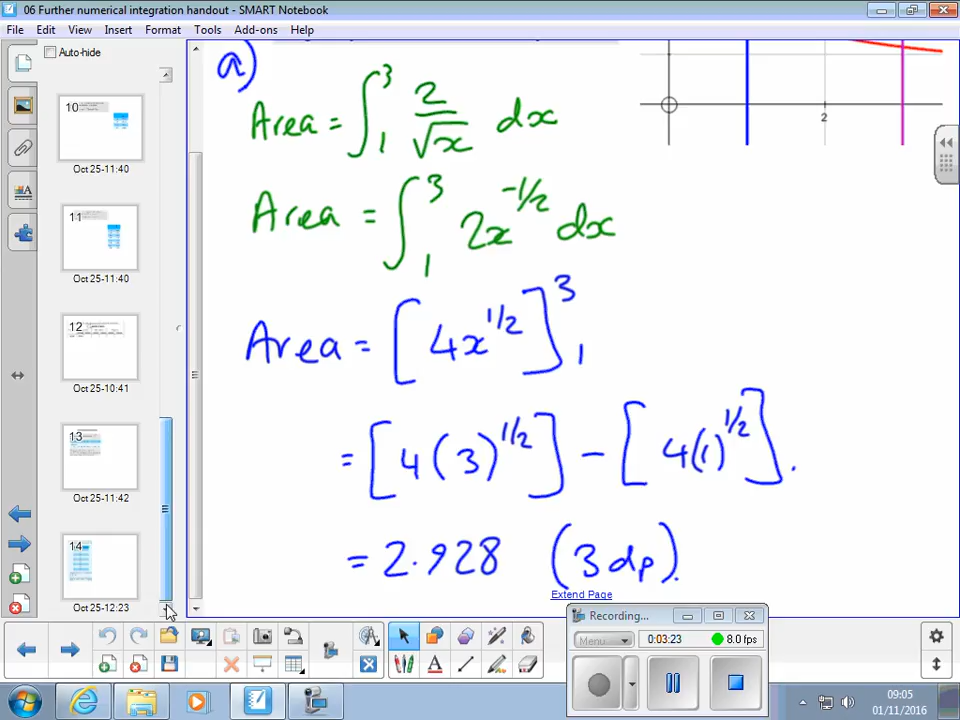 06 Further numerical integration handout - SMART Notebook
File Edit View Insert Format Tools Add-ons Help
Auto-hide
10
Oct 25-11:40
11
Oct 25-11:40
12
Oct 25-10:41
13
Oct 25-11:42
14
Oct 25-12:23
a)
Area = ∫₁³ 2/√x dx
Area = ∫₁³ 2x^(-1/2) dx
Area = [4x^(1/2)]₁³
= [4(3)^(1/2)] - [4(1)^(1/2)].
= 2.928 (3dp).
2
Extend Page
Recording...
Menu
0:03:23
8.0 fps
A
09:05
01/11/2016